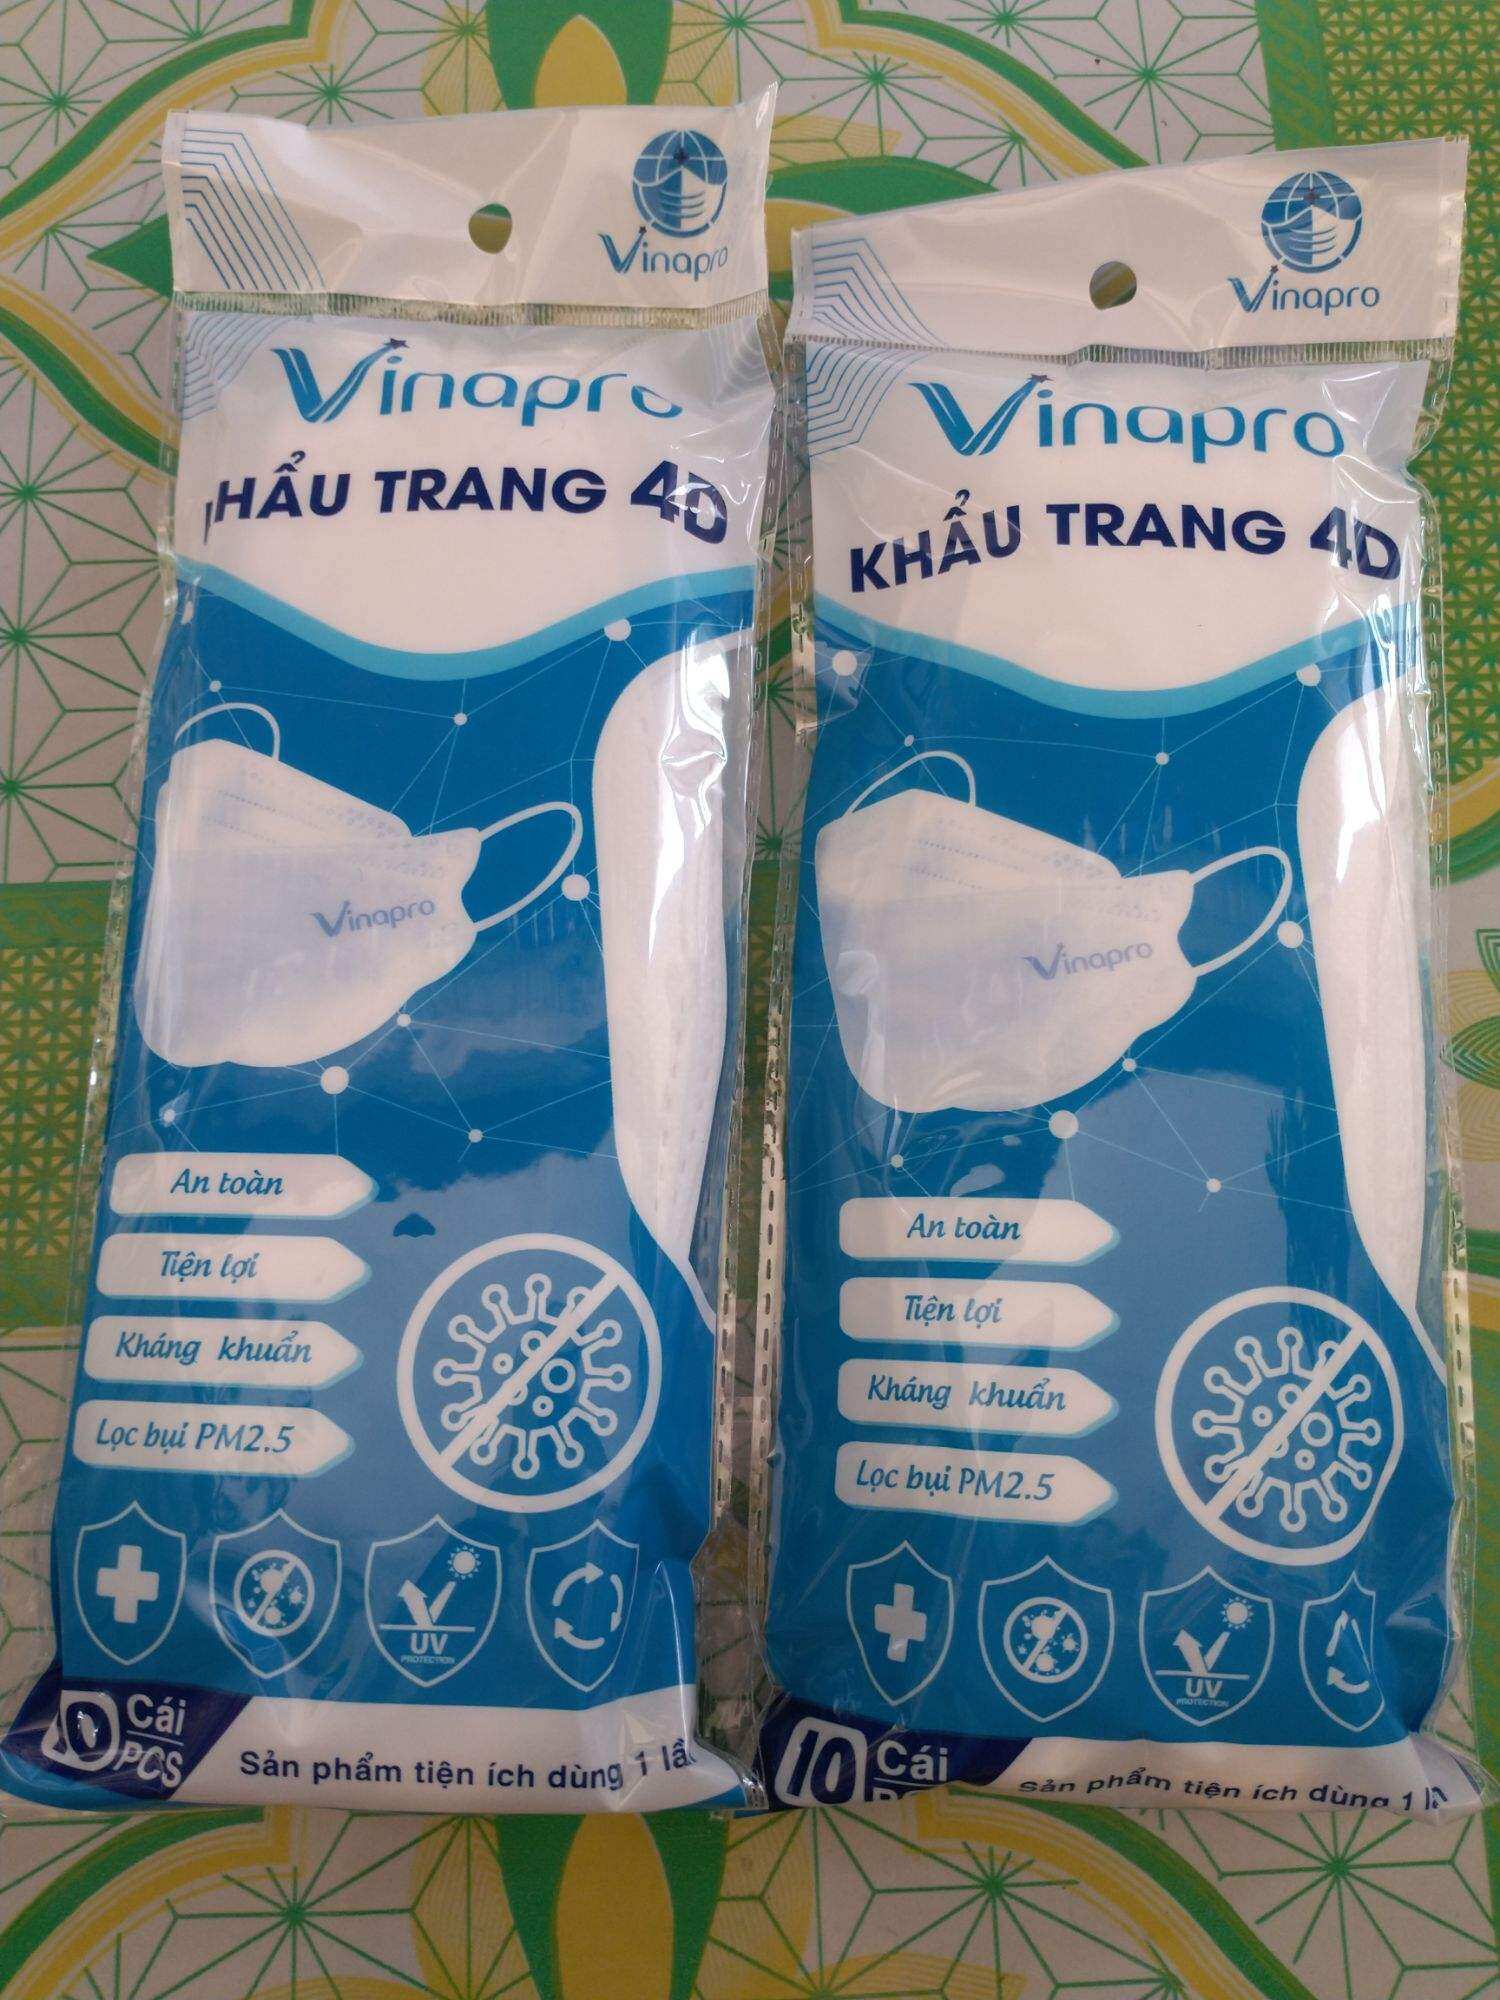 Vinapro
Vinapro
HẨU TRANG 4D
Vinapro
An toàn
Tiện lợi
Kháng khuẩn
Lọc bụi PM2.5
UV
PROTECTION
Cái
PCS
Sản phẩm tiện ích dùng 1 lầ
Vinapro
Vinapro
KHẨU TRANG 4D
Vinapro
An toàn
Tiện lợi
Kháng khuẩn
Lọc bụi PM2.5
UV
PROTECTION
10 Cái
Sản phẩm tiện ích dùng 1